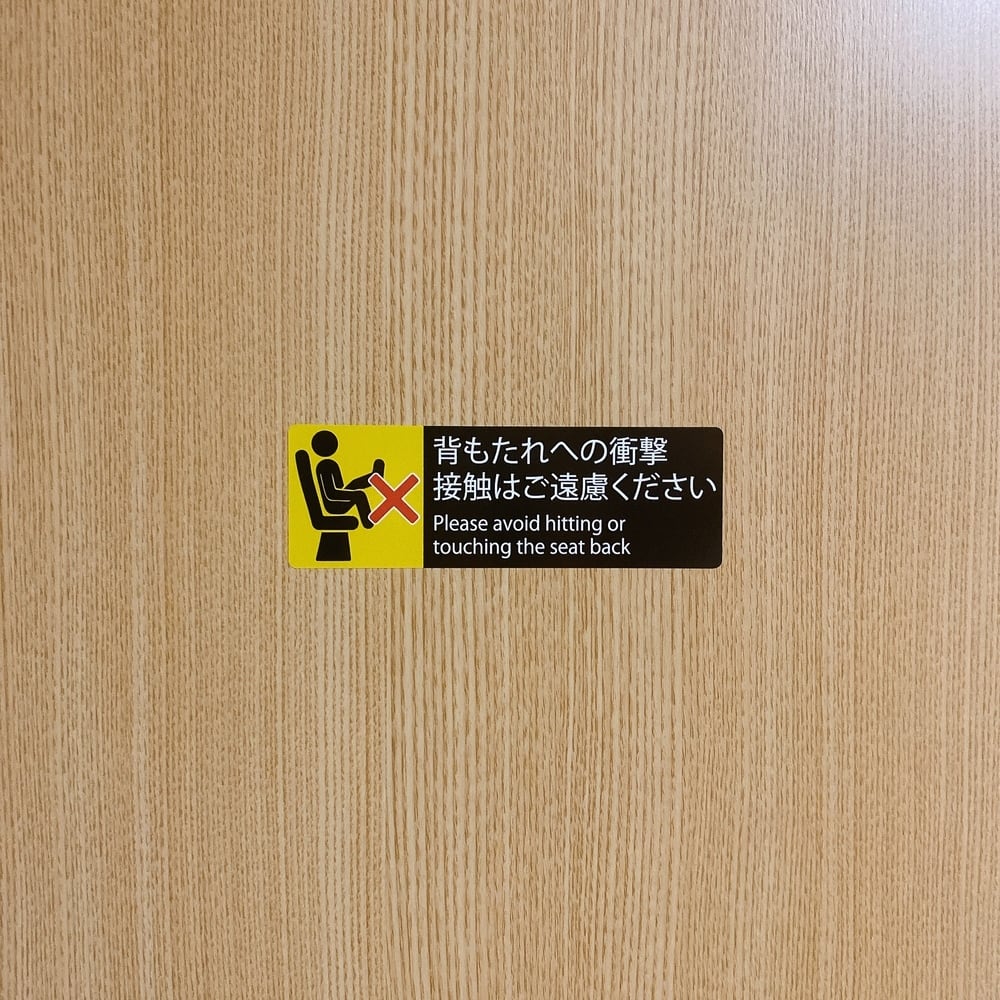 背もたれへの衝撃
接触はご遠慮ください
Please avoid hitting or
touching the seat back